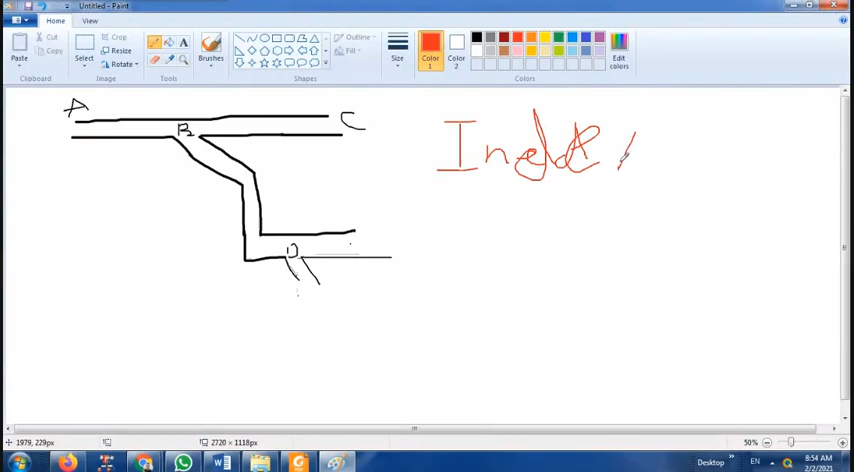 Untitled - Paint
Home
View
Paste
Cut
Copy
Select
Crop
Resize
Rotate
Brushes
Outline
Fill
Size
Color
1
Color
2
Edit
colors
Clipboard
Image
Tools
Shapes
Colors
A
B
C
D
1979, 229px
2720 × 1118px
50%
Desktop
EN
8:54 AM
2/2/2021